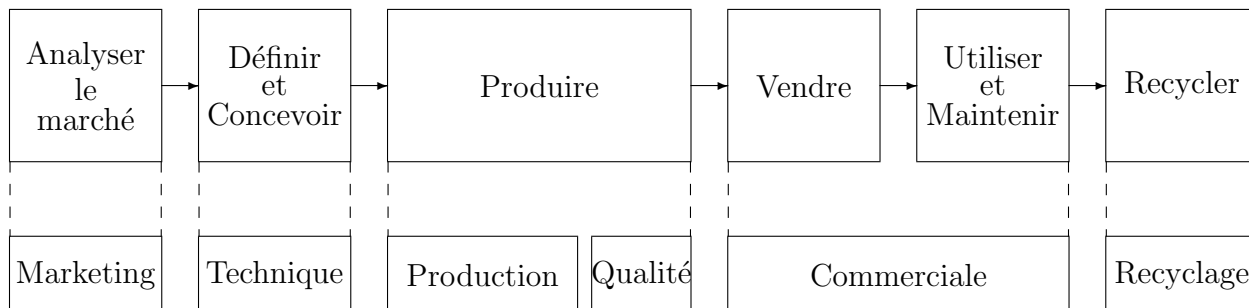 Analyser
le
marché
Définir
et
Concevoir
Produire
Vendre
Utiliser
et
Maintenir
Recycler
Marketing
Technique
Production
Qualité
Commerciale
Recyclage